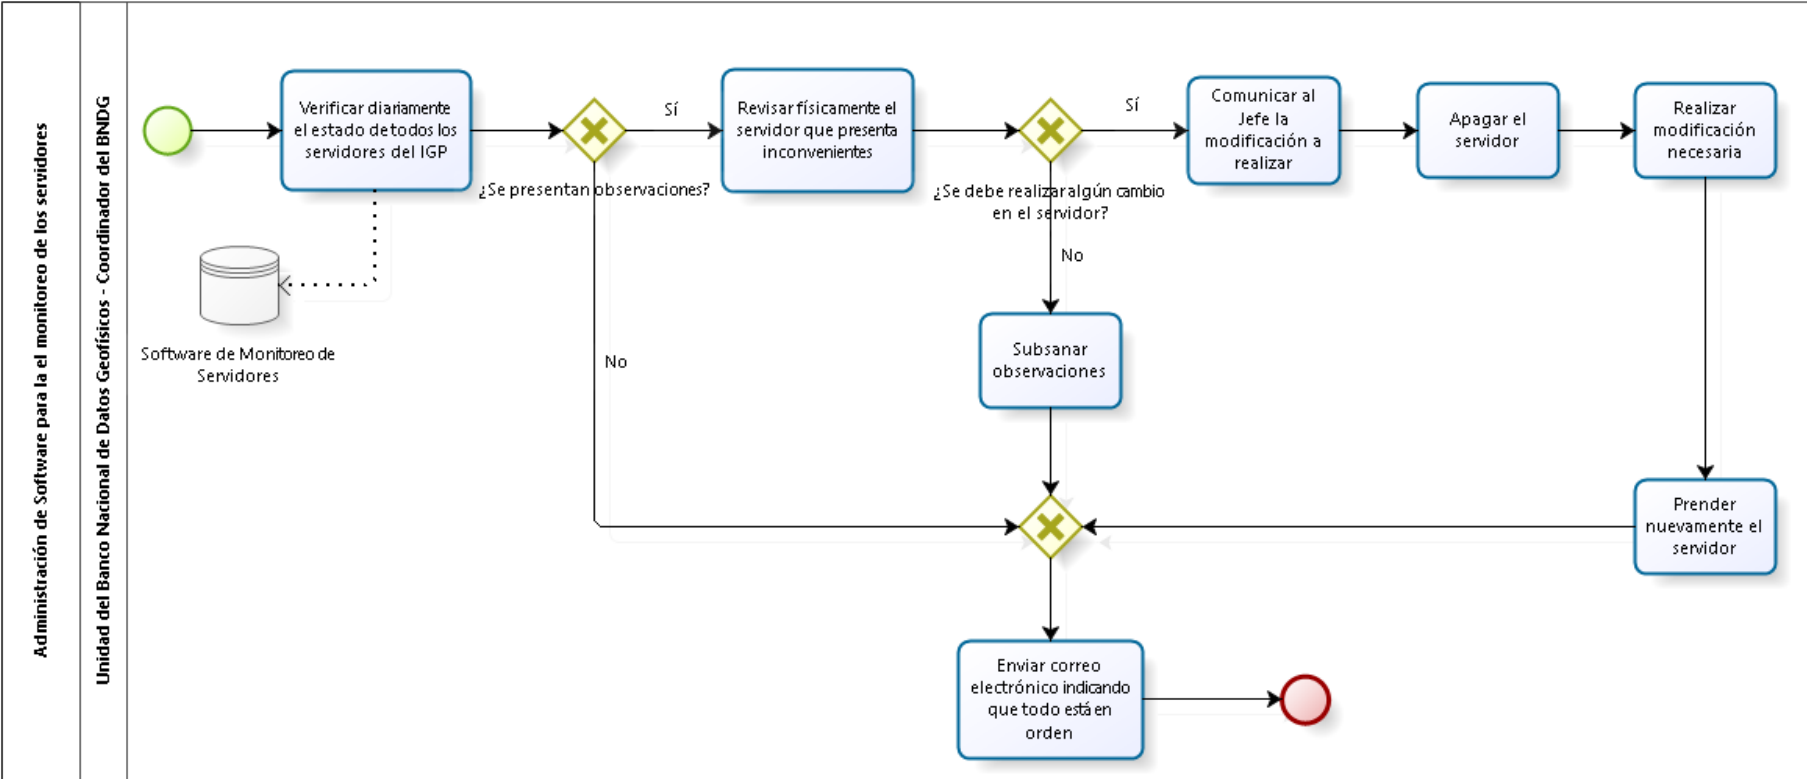 Administración de Software para la el monitoreo de los servidores
Unidad del Banco Nacional de Datos Geofísicos - Coordinador del BNDG
Verificar diariamente
el estado de todos los
servidores del IGP
Software de Monitoreo de
Servidores
¿Se presentan observaciones?
Sí
No
Revisar físicamente el
servidor que presenta
inconvenientes
¿Se debe realizar algún cambio
en el servidor?
Sí
No
Comunicar al
Jefe la
modificación a
realizar
Apagar el
servidor
Realizar
modificación
necesaria
Subsanar
observaciones
Prender
nuevamente el
servidor
Enviar correo
electrónico indicando
que todo está en
orden